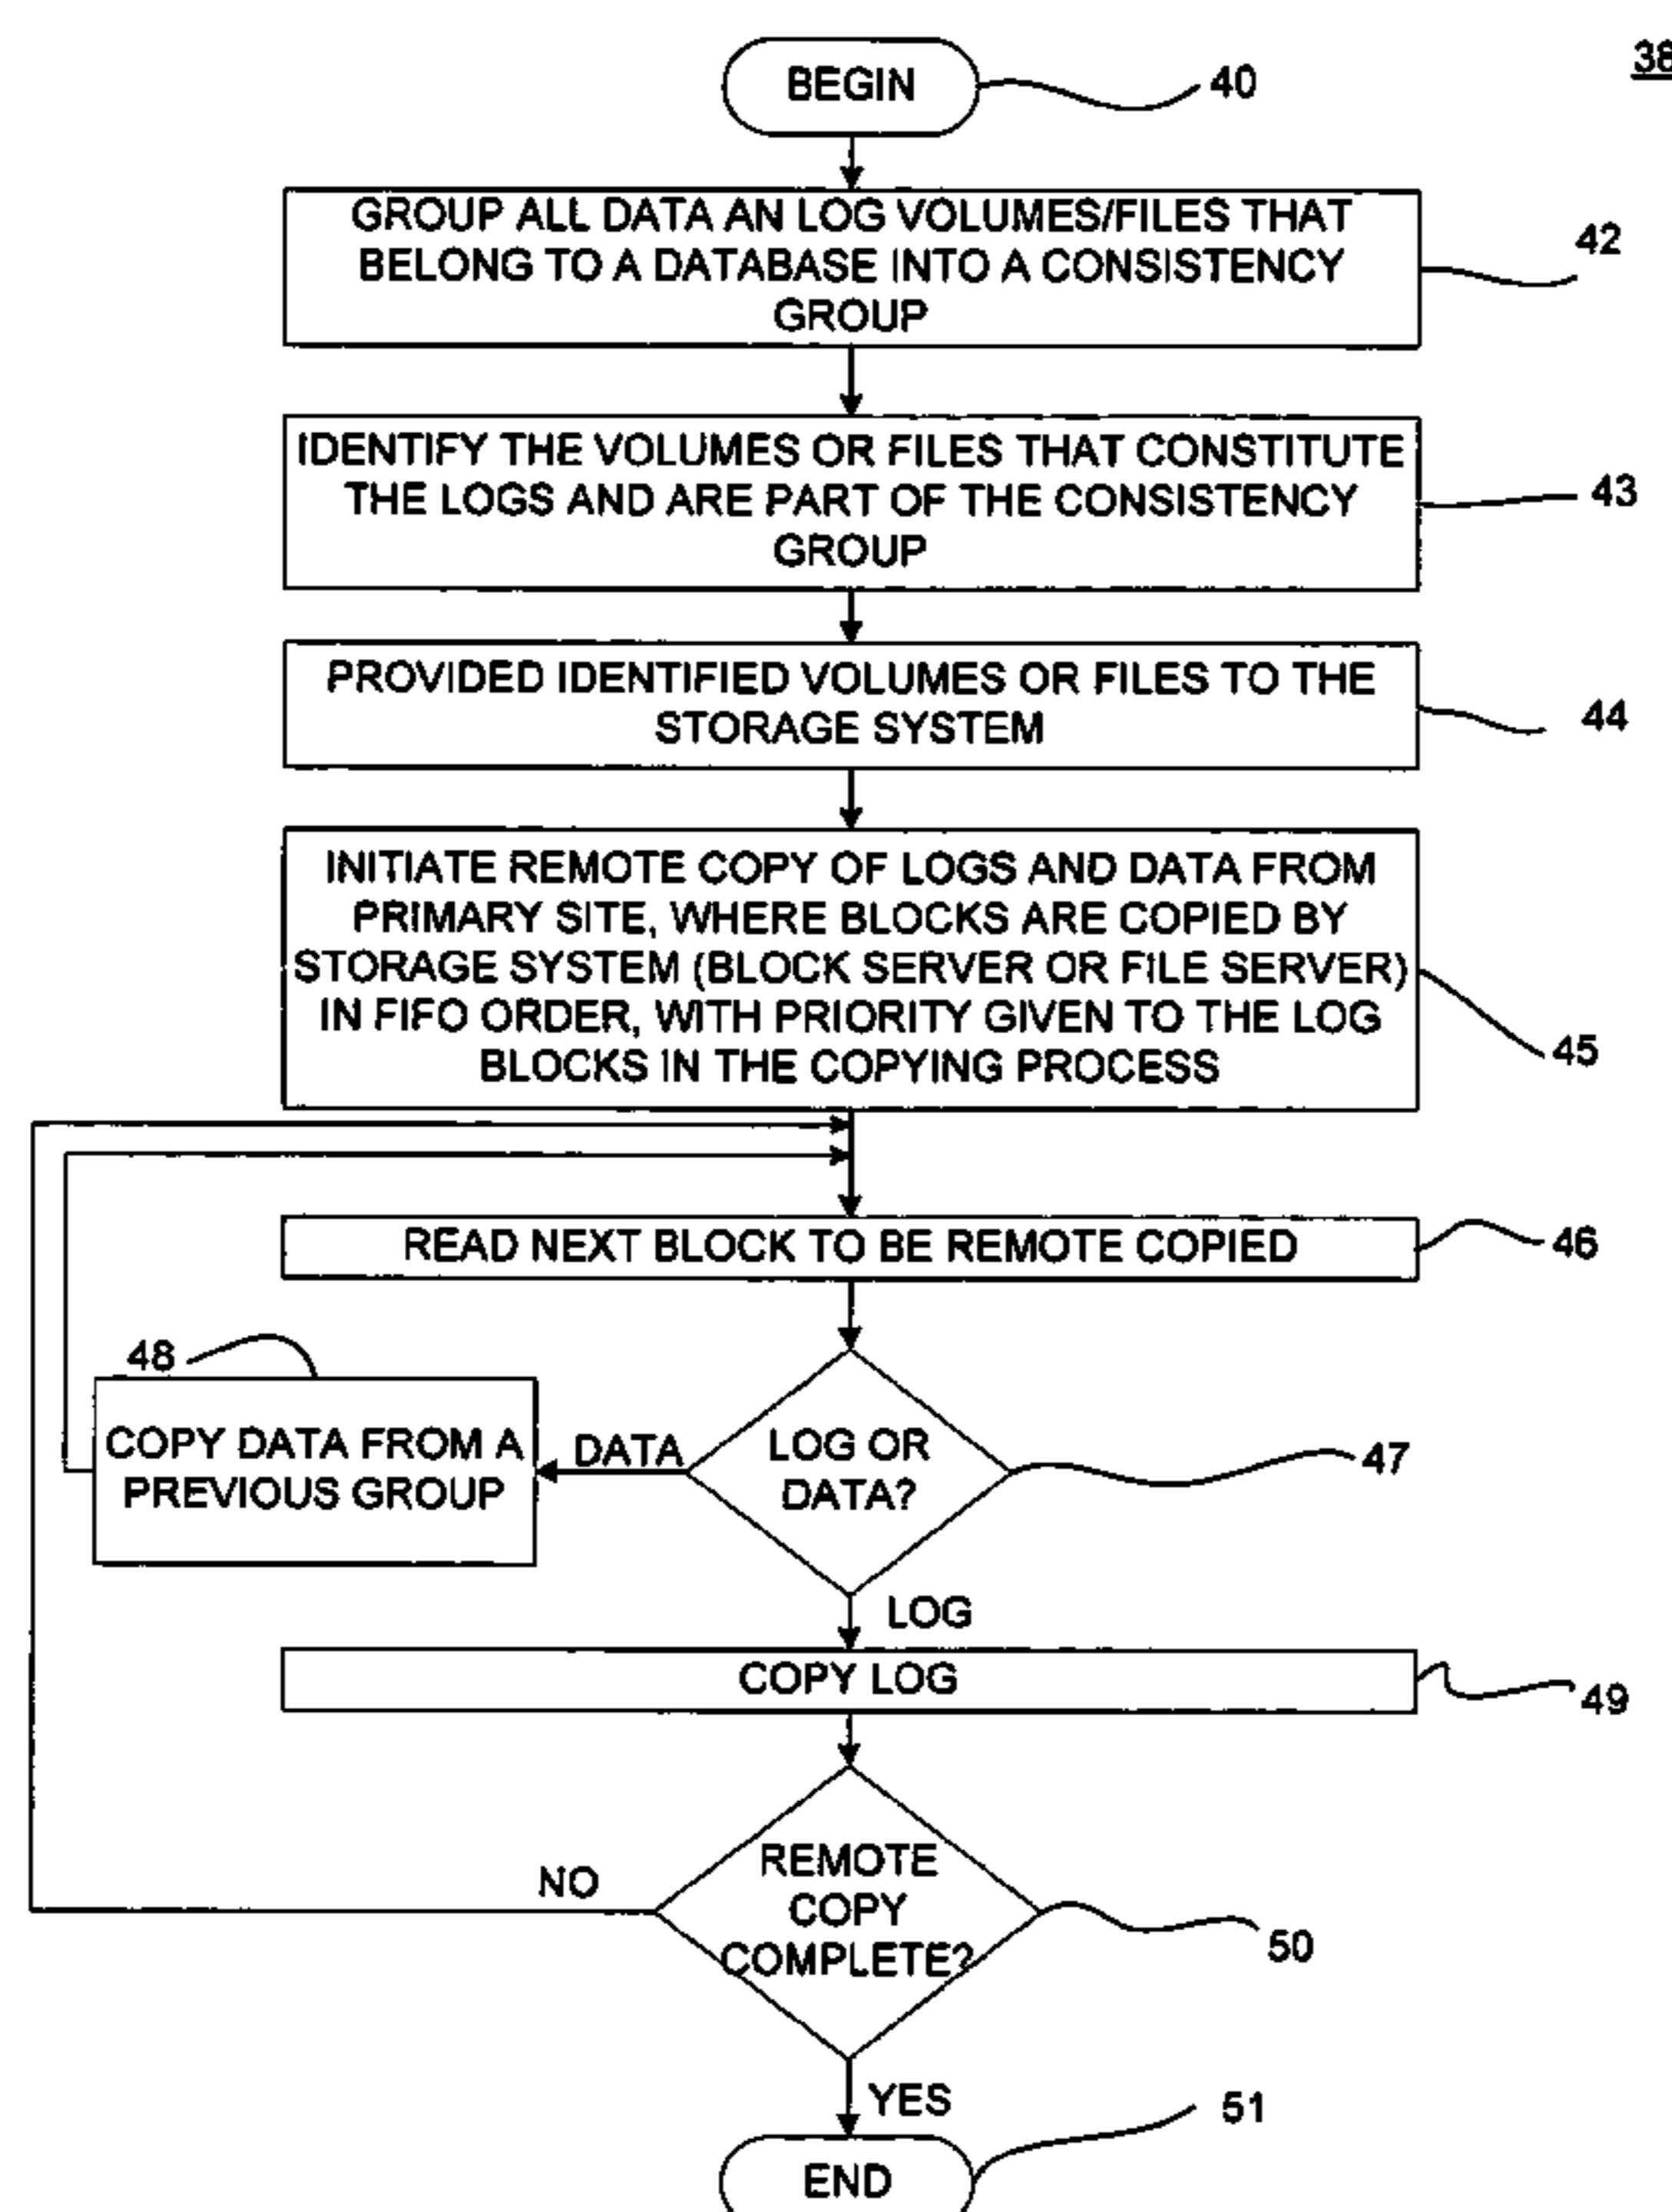 38
BEGIN
40
GROUP ALL DATA AN LOG VOLUMES/FILES THAT
BELONG TO A DATABASE INTO A CONSISTENCY
GROUP
42
IDENTIFY THE VOLUMES OR FILES THAT CONSTITUTE
THE LOGS AND ARE PART OF THE CONSISTENCY
GROUP
43
PROVIDED IDENTIFIED VOLUMES OR FILES TO THE
STORAGE SYSTEM
44
INITIATE REMOTE COPY OF LOGS AND DATA FROM
PRIMARY SITE, WHERE BLOCKS ARE COPIED BY
STORAGE SYSTEM (BLOCK SERVER OR FILE SERVER)
IN FIFO ORDER, WITH PRIORITY GIVEN TO THE LOG
BLOCKS IN THE COPYING PROCESS
45
READ NEXT BLOCK TO BE REMOTE COPIED
46
48
COPY DATA FROM A
PREVIOUS GROUP
DATA
LOG OR
DATA?
47
LOG
COPY LOG
49
REMOTE
COPY
COMPLETE?
NO
50
YES
51
END